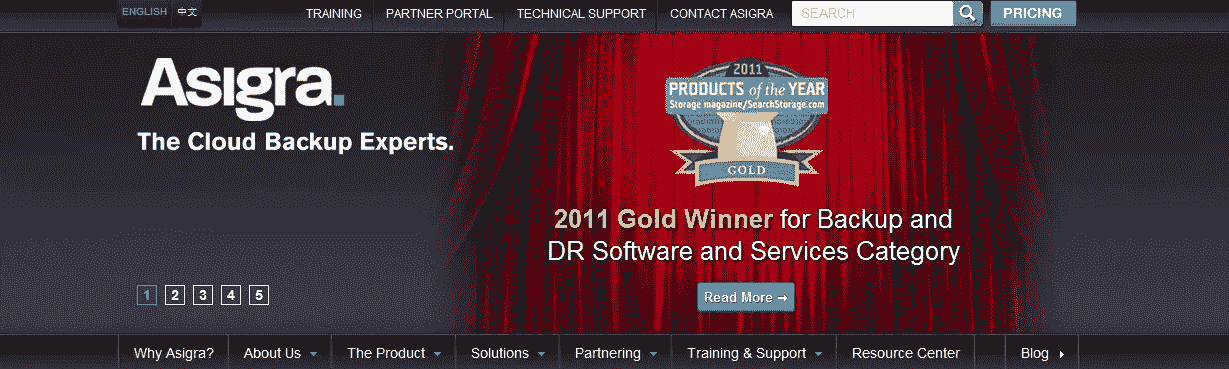 ENGLISH 中文 TRAINING PARTNER PORTAL TECHNICAL SUPPORT CONTACT ASIGRA SEARCH PRICING
Asigra.
The Cloud Backup Experts.
2011
PRODUCTS of the YEAR
Storage magazine/SearchStorage.com
GOLD
2011 Gold Winner for Backup and
DR Software and Services Category
Read More →
1 2 3 4 5
Why Asigra? About Us The Product Solutions Partnering Training & Support Resource Center Blog